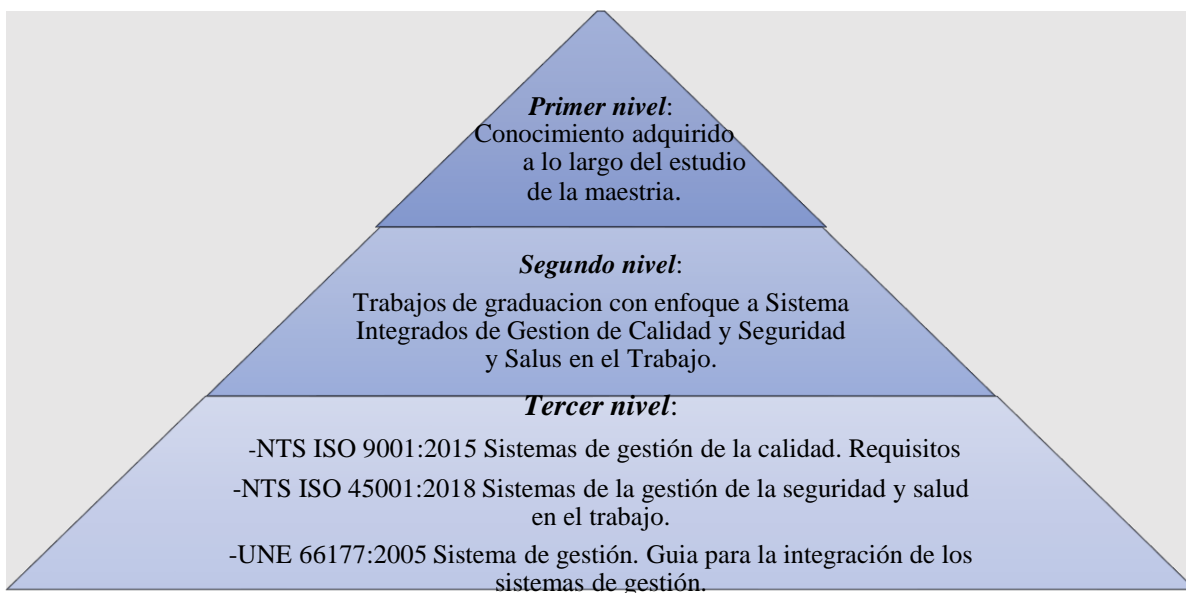 Primer nivel:
Conocimiento adquirido
a lo largo del estudio
de la maestria.
Segundo nivel:
Trabajos de graduacion con enfoque a Sistema
Integrados de Gestion de Calidad y Seguridad
y Salus en el Trabajo.
Tercer nivel:
-NTS ISO 9001:2015 Sistemas de gestión de la calidad. Requisitos
-NTS ISO 45001:2018 Sistemas de la gestión de la seguridad y salud
en el trabajo.
-UNE 66177:2005 Sistema de gestión. Guia para la integración de los
sistemas de gestión.